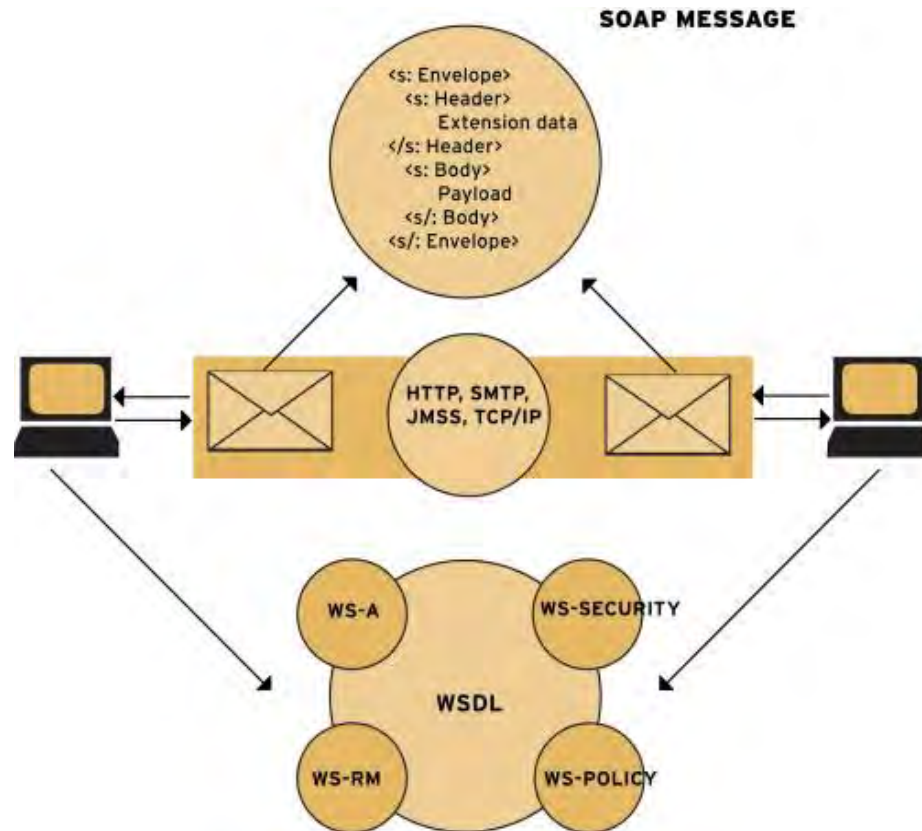 SOAP MESSAGE
<s: Envelope>
<s: Header>
Extension data
</s: Header>
<s: Body>
Payload
<s/: Body>
<s/: Envelope>
HTTP, SMTP,
JMSS, TCP/IP
WS-A
WS-SECURITY
WSDL
WS-RM
WS-POLICY